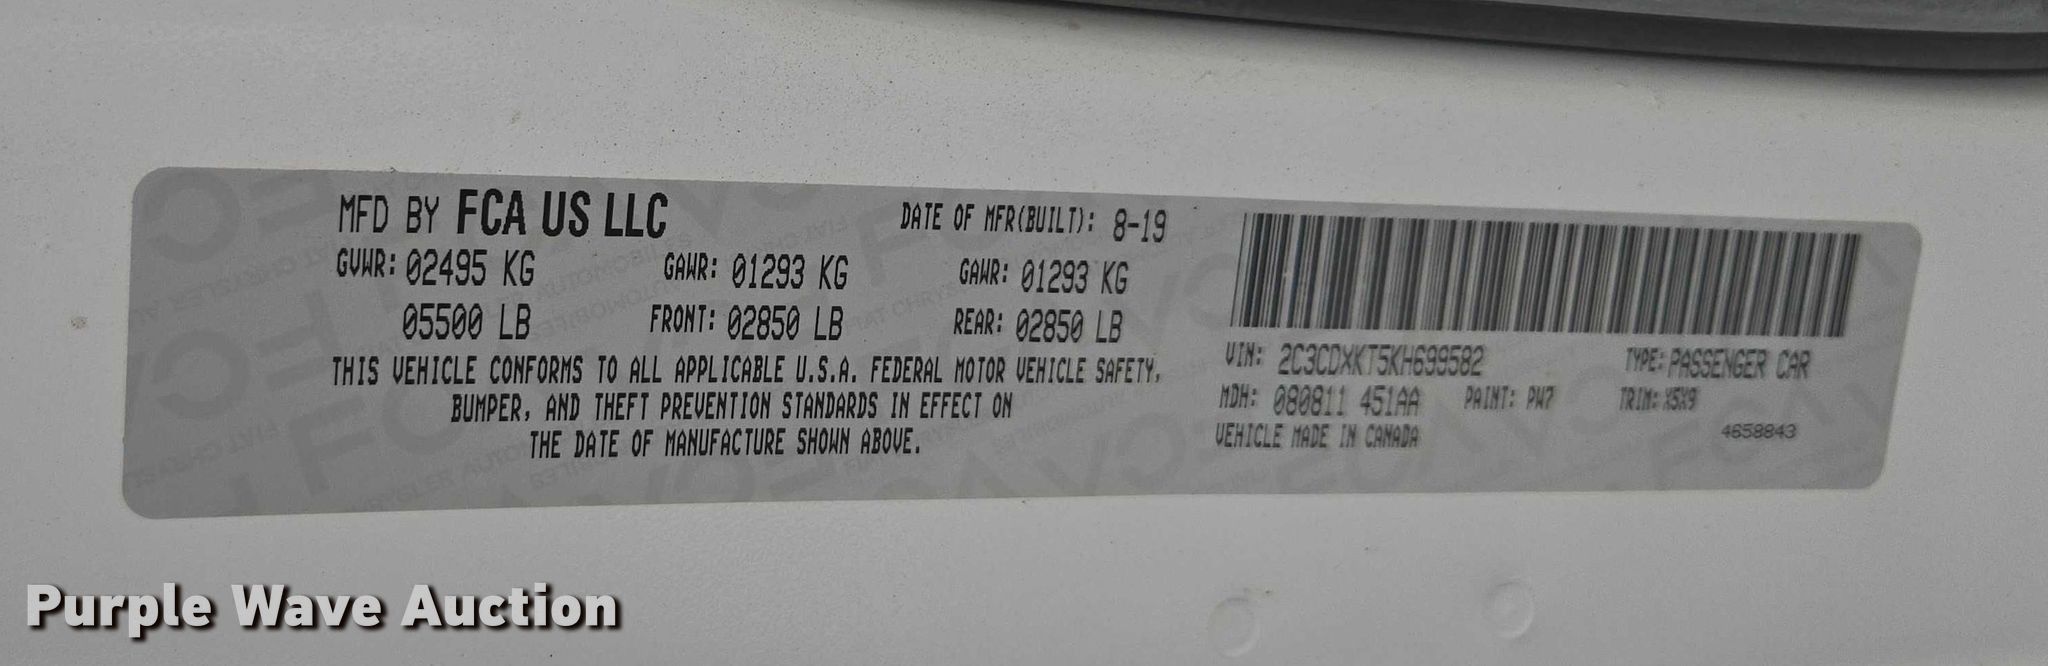 MFD BY FCA US LLC
DATE OF MFR(BUILT): 8-19
GVWR: 02495 KG GAWR: 01293 KG GAWR: 01293 KG
05500 LB FRONT: 02850 LB REAR: 02850 LB
THIS VEHICLE CONFORMS TO ALL APPLICABLE U.S.A. FEDERAL MOTOR VEHICLE SAFETY,
BUMPER, AND THEFT PREVENTION STANDARDS IN EFFECT ON
THE DATE OF MANUFACTURE SHOWN ABOVE.
VIN: 2C3CDXKT5KH699582 TYPE: PASSENGER CAR
MDH: 080811 451AA PAINT: PW7 TRIM: X5X9
VEHICLE MADE IN CANADA 4658843
Purple Wave Auction